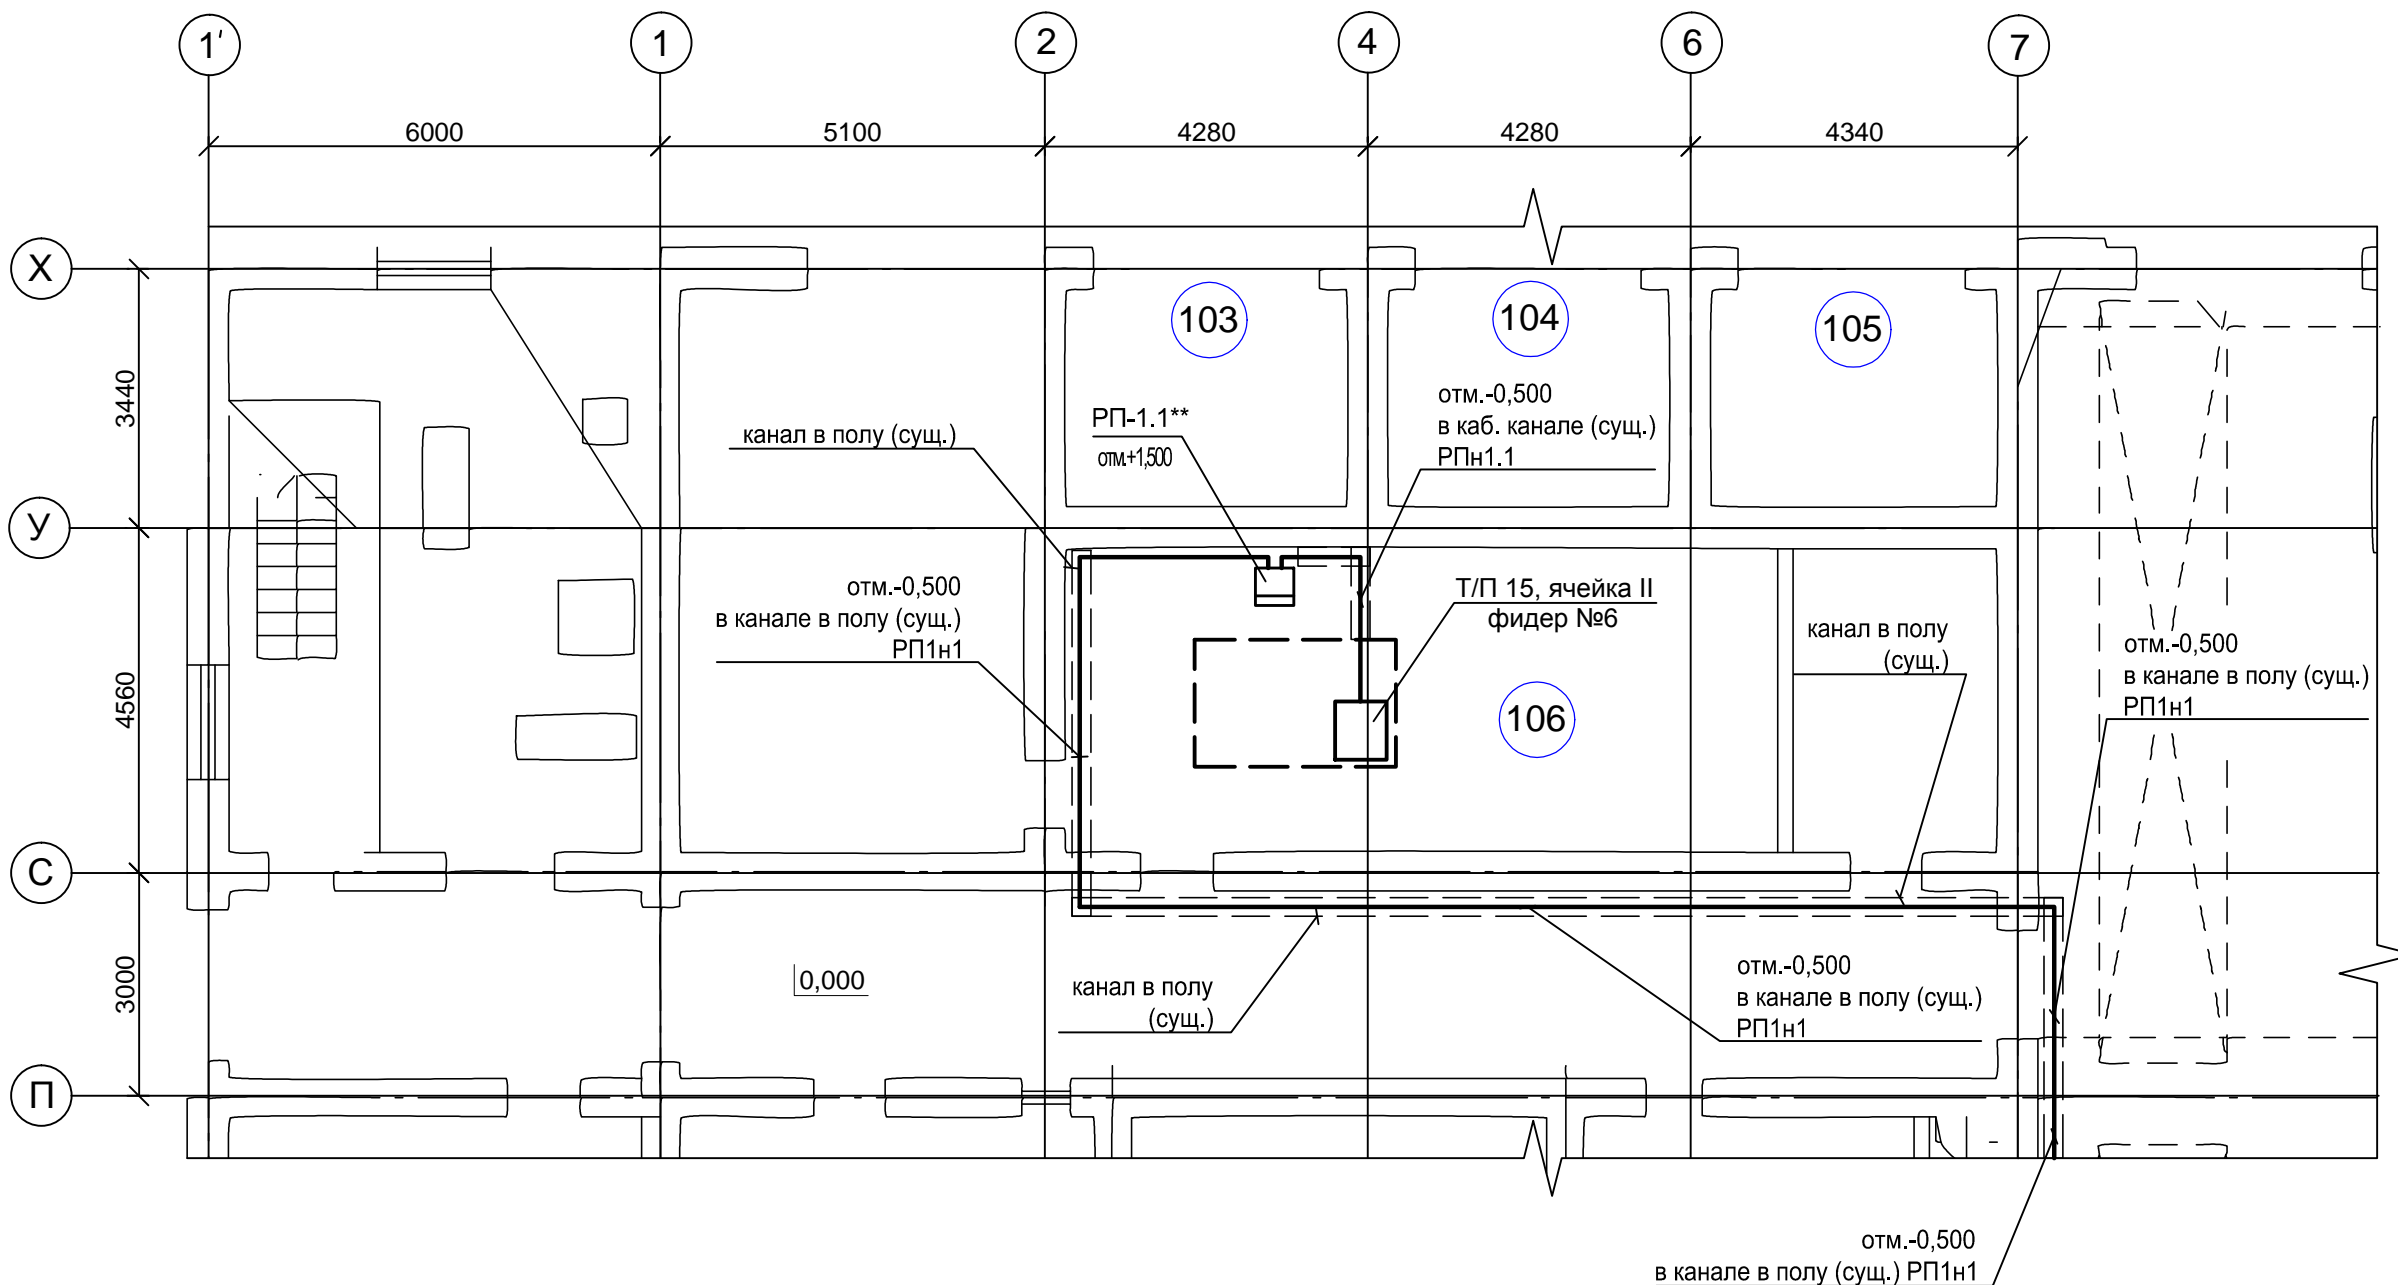 1'
1
2
4
6
7
6000
5100
4280
4280
4340
Х
У
С
П
3440
4560
3000
103
104
105
106
канал в полу (сущ.)
РП-1.1**
отм.+1,500
отм.-0,500
в каб. канале (сущ.)
РПн1.1
отм.-0,500
в канале в полу (сущ.)
РП1н1
Т/П 15, ячейка II
фидер №6
канал в полу
(сущ.)
отм.-0,500
в канале в полу (сущ.)
РП1н1
0,000
канал в полу
(сущ.)
отм.-0,500
в канале в полу (сущ.)
РП1н1
отм.-0,500
в канале в полу (сущ.) РП1н1